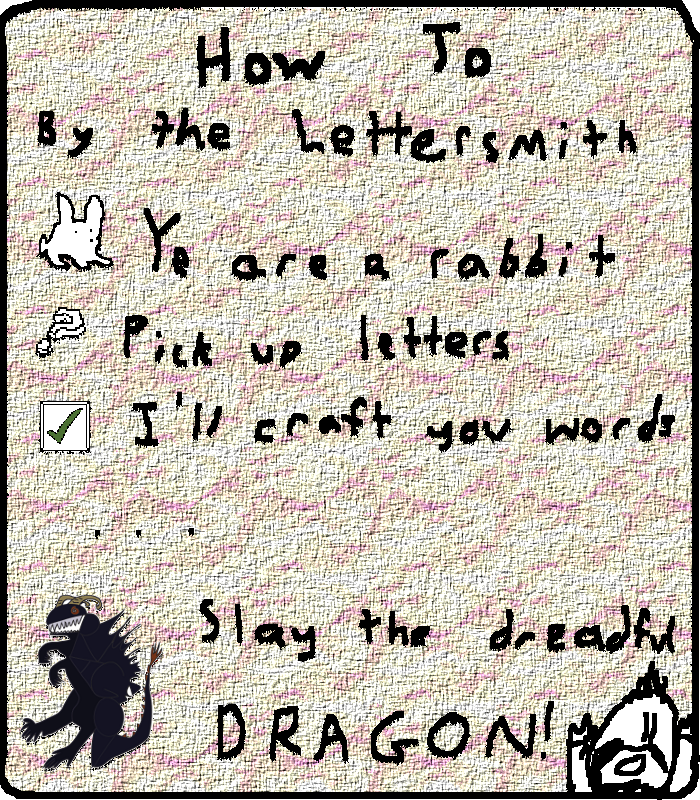 How To
By the Lettersmith
Ye are a rabbit
Pick up letters
I'll craft you words
. . .
Slay the dreadful
DRAGON!